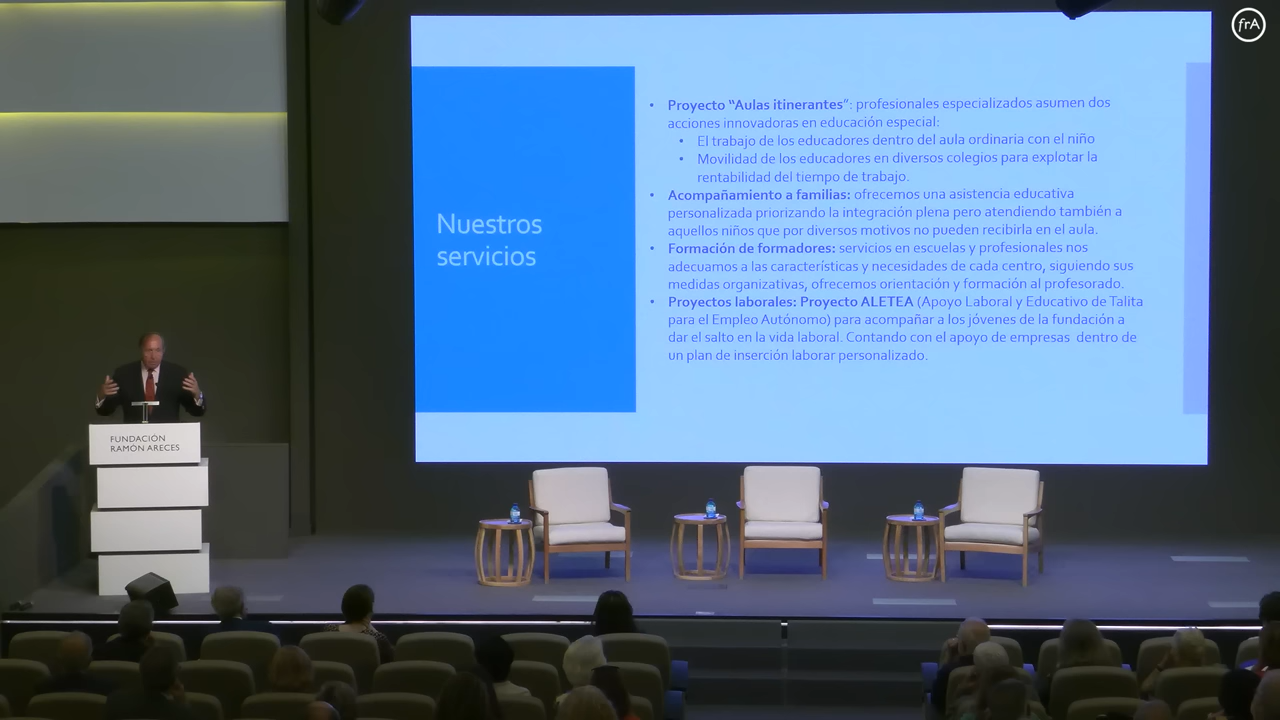 frA
Nuestros
servicios
• Proyecto “Aulas itinerantes”: profesionales especializados asumen dos
acciones innovadoras en educación especial:
• El trabajo de los educadores dentro del aula ordinaria con el niño
• Movilidad de los educadores en diversos colegios para explotar la
rentabilidad del tiempo de trabajo.
• Acompañamiento a familias: ofrecemos una asistencia educativa
personalizada priorizando la integración plena pero atendiendo también a
aquellos niños que por diversos motivos no pueden recibirla en el aula.
• Formación de formadores: servicios en escuelas y profesionales nos
adecuamos a las características y necesidades de cada centro, siguiendo sus
medidas organizativas, ofrecemos orientación y formación al profesorado.
• Proyectos laborales: Proyecto ALETEA (Apoyo Laboral y Educativo de Talita
para el Empleo Autónomo) para acompañar a los jóvenes de la fundación a
dar el salto en la vida laboral. Contando con el apoyo de empresas dentro de
un plan de inserción laborar personalizado.
FUNDACIÓN
RAMÓN ARECES